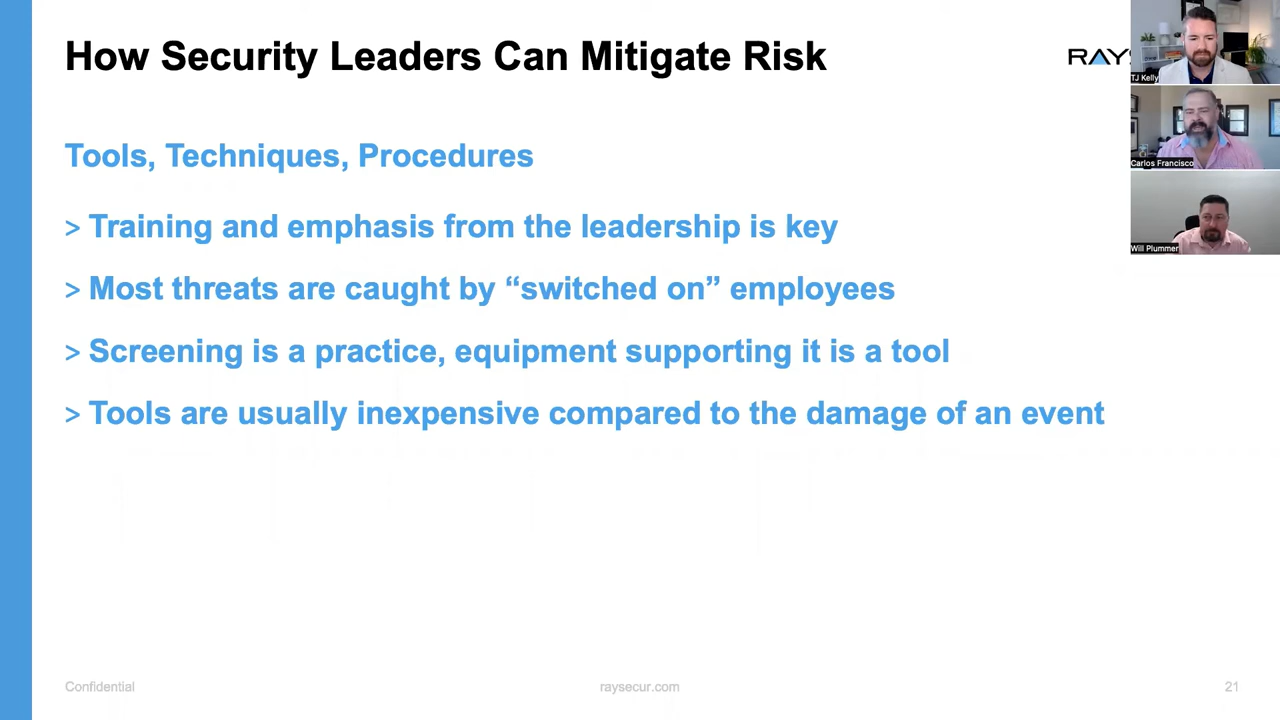 How Security Leaders Can Mitigate Risk
RAYS
TJ Kelly
Carlos Francisco
Will Plummer
Tools, Techniques, Procedures
> Training and emphasis from the leadership is key
> Most threats are caught by “switched on” employees
> Screening is a practice, equipment supporting it is a tool
> Tools are usually inexpensive compared to the damage of an event
Confidential
raysecur.com
21